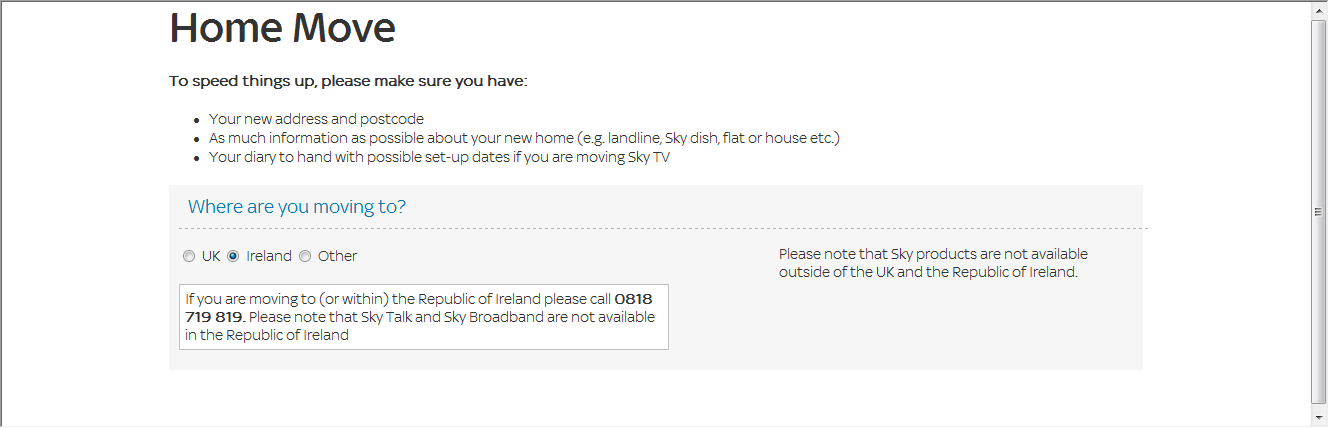 Home Move
To speed things up, please make sure you have:
Your new address and postcode
As much information as possible about your new home (e.g. landline, Sky dish, flat or house etc.)
Your diary to hand with possible set-up dates if you are moving Sky TV
Where are you moving to?
UK Ireland Other
If you are moving to (or within) the Republic of Ireland please call 0818
719 819. Please note that Sky Talk and Sky Broadband are not available
in the Republic of Ireland
Please note that Sky products are not available
outside of the UK and the Republic of Ireland.